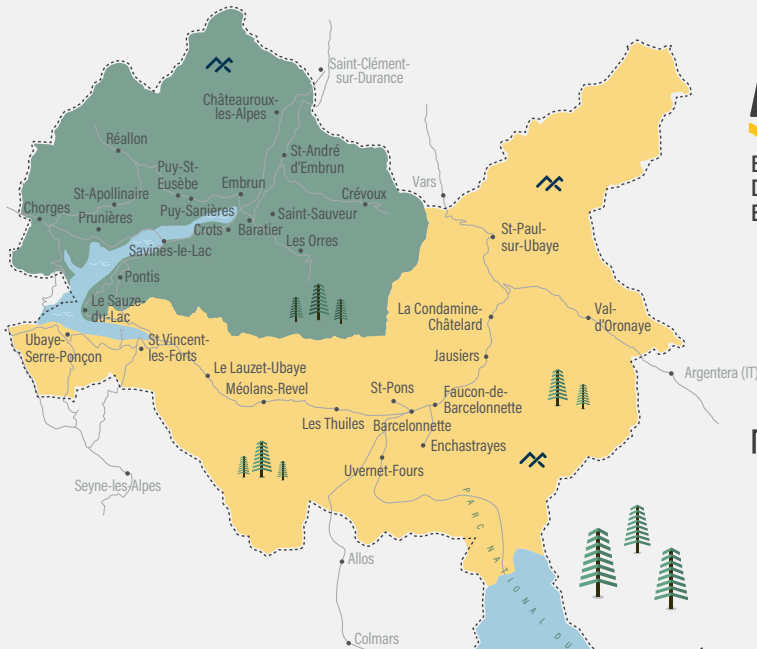 Saint-Clément-
sur-Durance
Châteauroux-
les-Alpes
Réallon
St-André
d'Embrun
Puy-St-
Eusèbe
Embrun
Crévoux
Vars
St-Apollinaire
Chorges
Prunières
Puy-Sanières
Saint-Sauveur
Crots
Baratier
St-Paul-
sur-Ubaye
Savines-le-Lac
Les Orres
Pontis
Le Sauze-
du-Lac
La Condamine-
Châtelard
Val-
d'Oronaye
Ubaye-
Serre-Ponçon
St Vincent-
les-Forts
Jausiers
Le Lauzet-Ubaye
Argentera (IT)
Méolans-Revel
St-Pons
Faucon-de-
Barcelonnette
Les Thuiles
Barcelonnette
Enchastrayes
Uvernet-Fours
Seyne-les-Alpes
PARC NATIONAL DU
Allos
Colmars